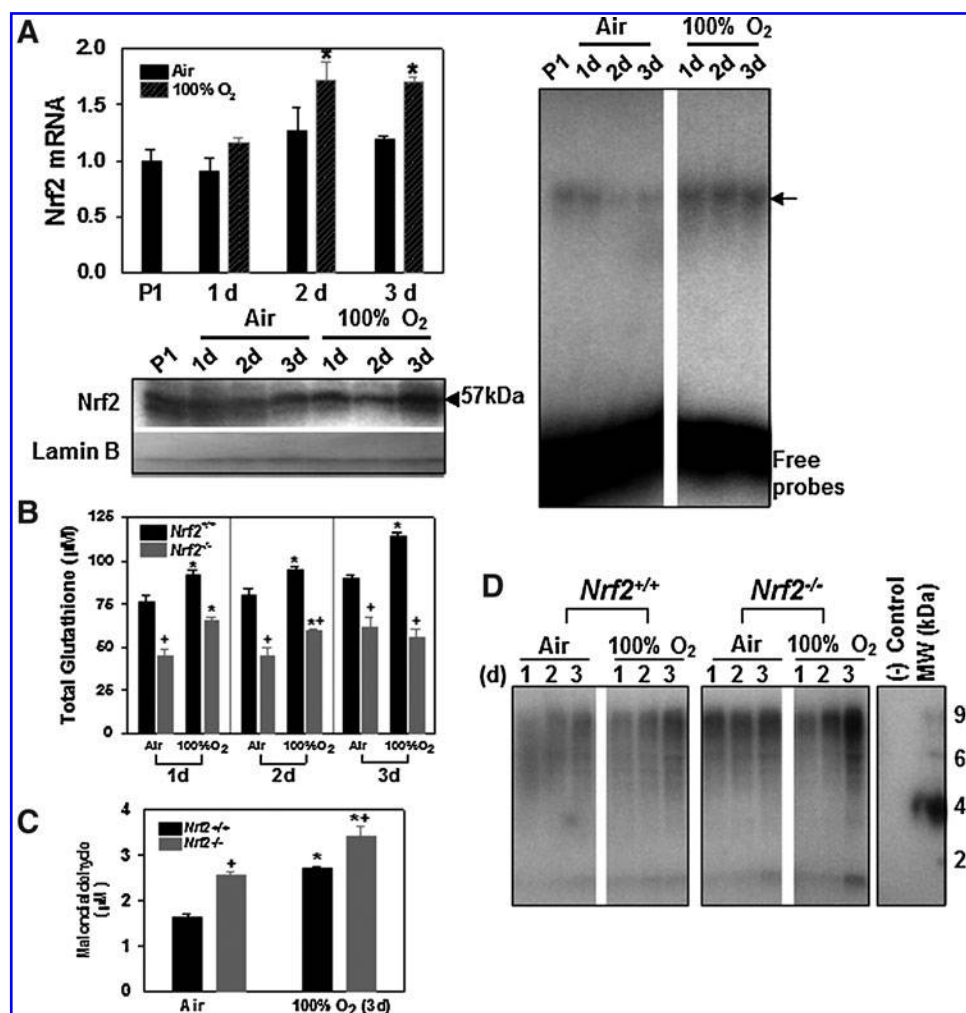 A
2.0
1.5
1.0
0.5
0.0
Nrf2 mRNA
Air
100% O2
*
*
P1
1 d
2 d
3 d
Air
100% O2
P1
1d
2d
3d
1d
2d
3d
Nrf2
57kDa
Lamin B
Air
100% O2
P1
1d
2d
3d
1d
2d
3d
Free
probes
B
125
100
75
50
25
0
Total Glutathiono (µM)
Nrf2+/+
Nrf2-/-
*
*
+
*
*+
+
*
+
+
Air
100%O2
Air
100%O2
Air
100%O2
1d
2d
3d
C
4
3
2
1
0
Malondialdohydo
(µM)
Nrf2+/+
Nrf2-/-
+
*
*+
Air
100% O2 (3d)
D
Nrf2+/+
Nrf2-/-
Air
100% O2
Air
100% O2
(d)
1 2 3
1 2 3
1 2 3
1 2 3
(-) Control
MW (kDa)
9
6
4
2